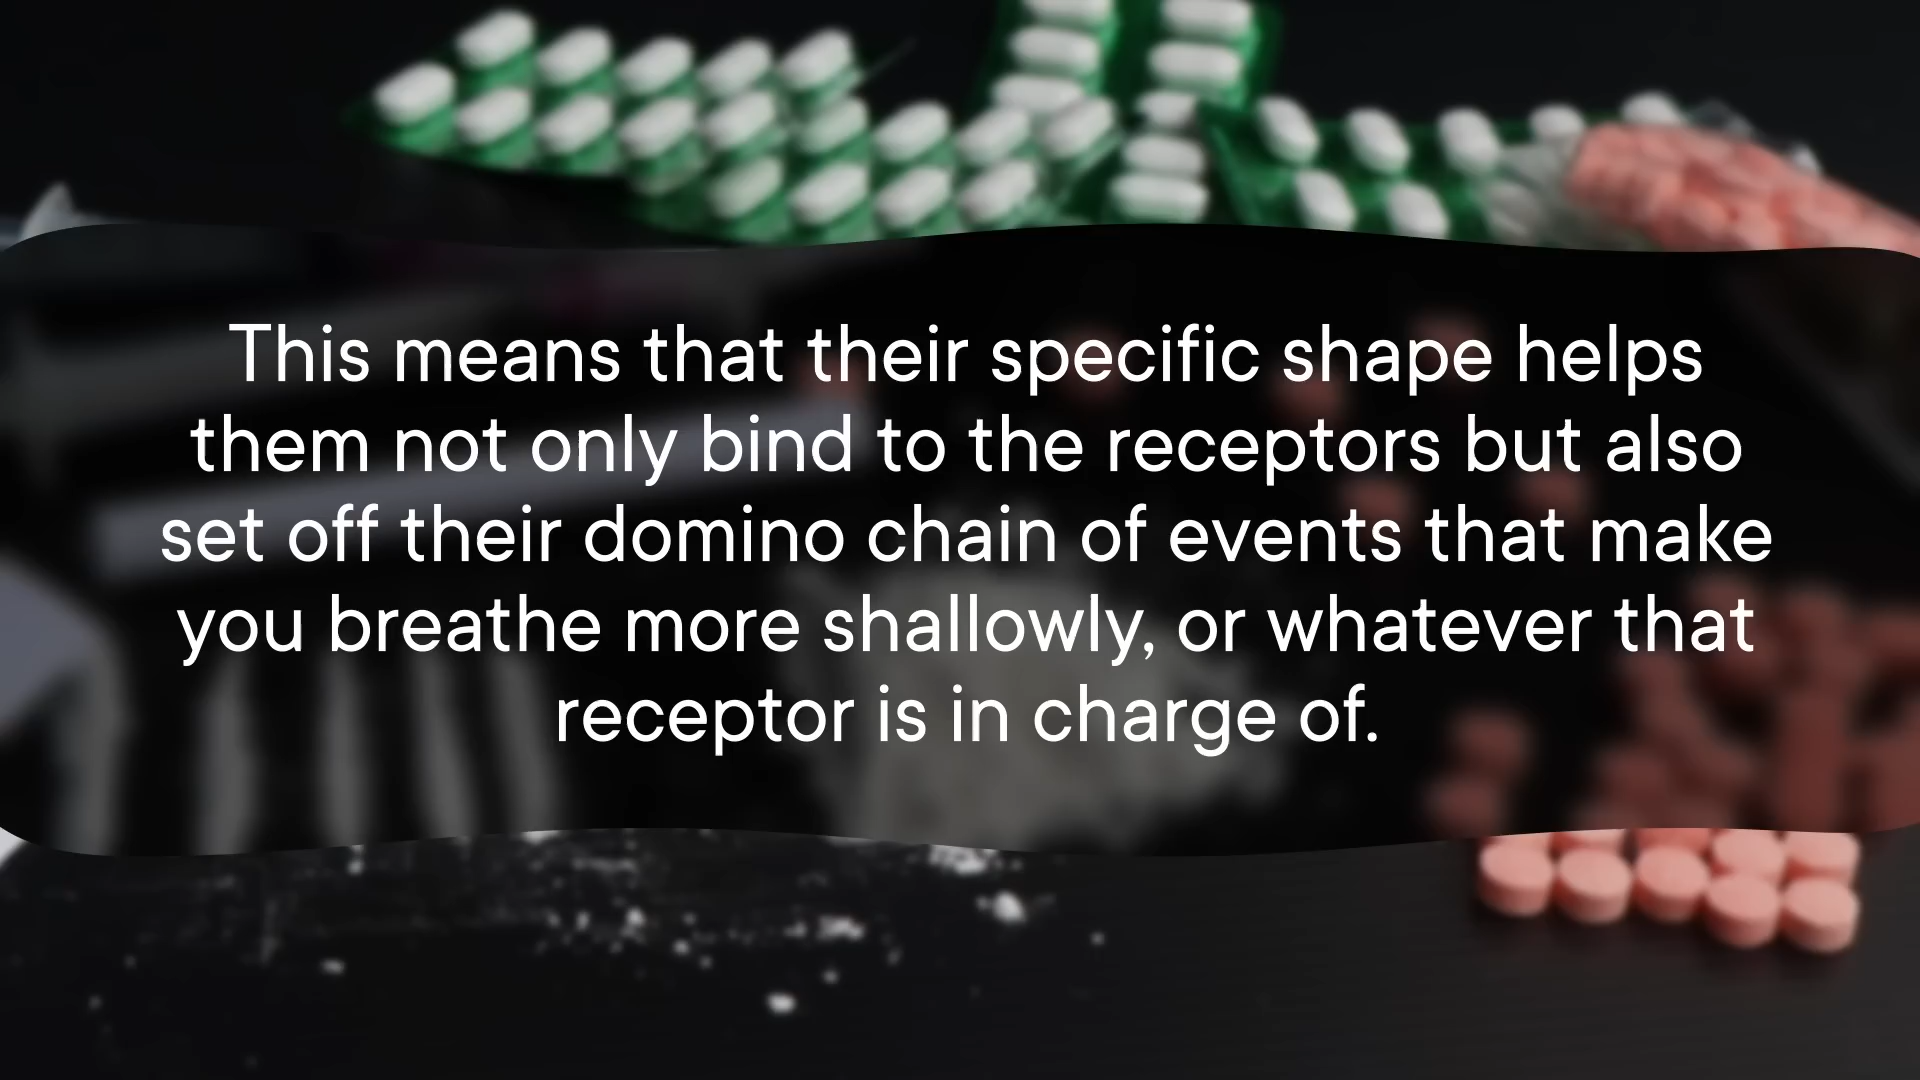 This means that their specific shape helps
them not only bind to the receptors but also
set off their domino chain of events that make
you breathe more shallowly, or whatever that
receptor is in charge of.